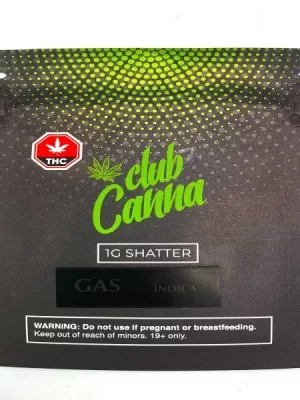 THC
club
Canna
1G SHATTER
GAS INDICA
WARNING: Do not use if pregnant or breastfeeding.
Keep out of reach of minors. 19+ only.